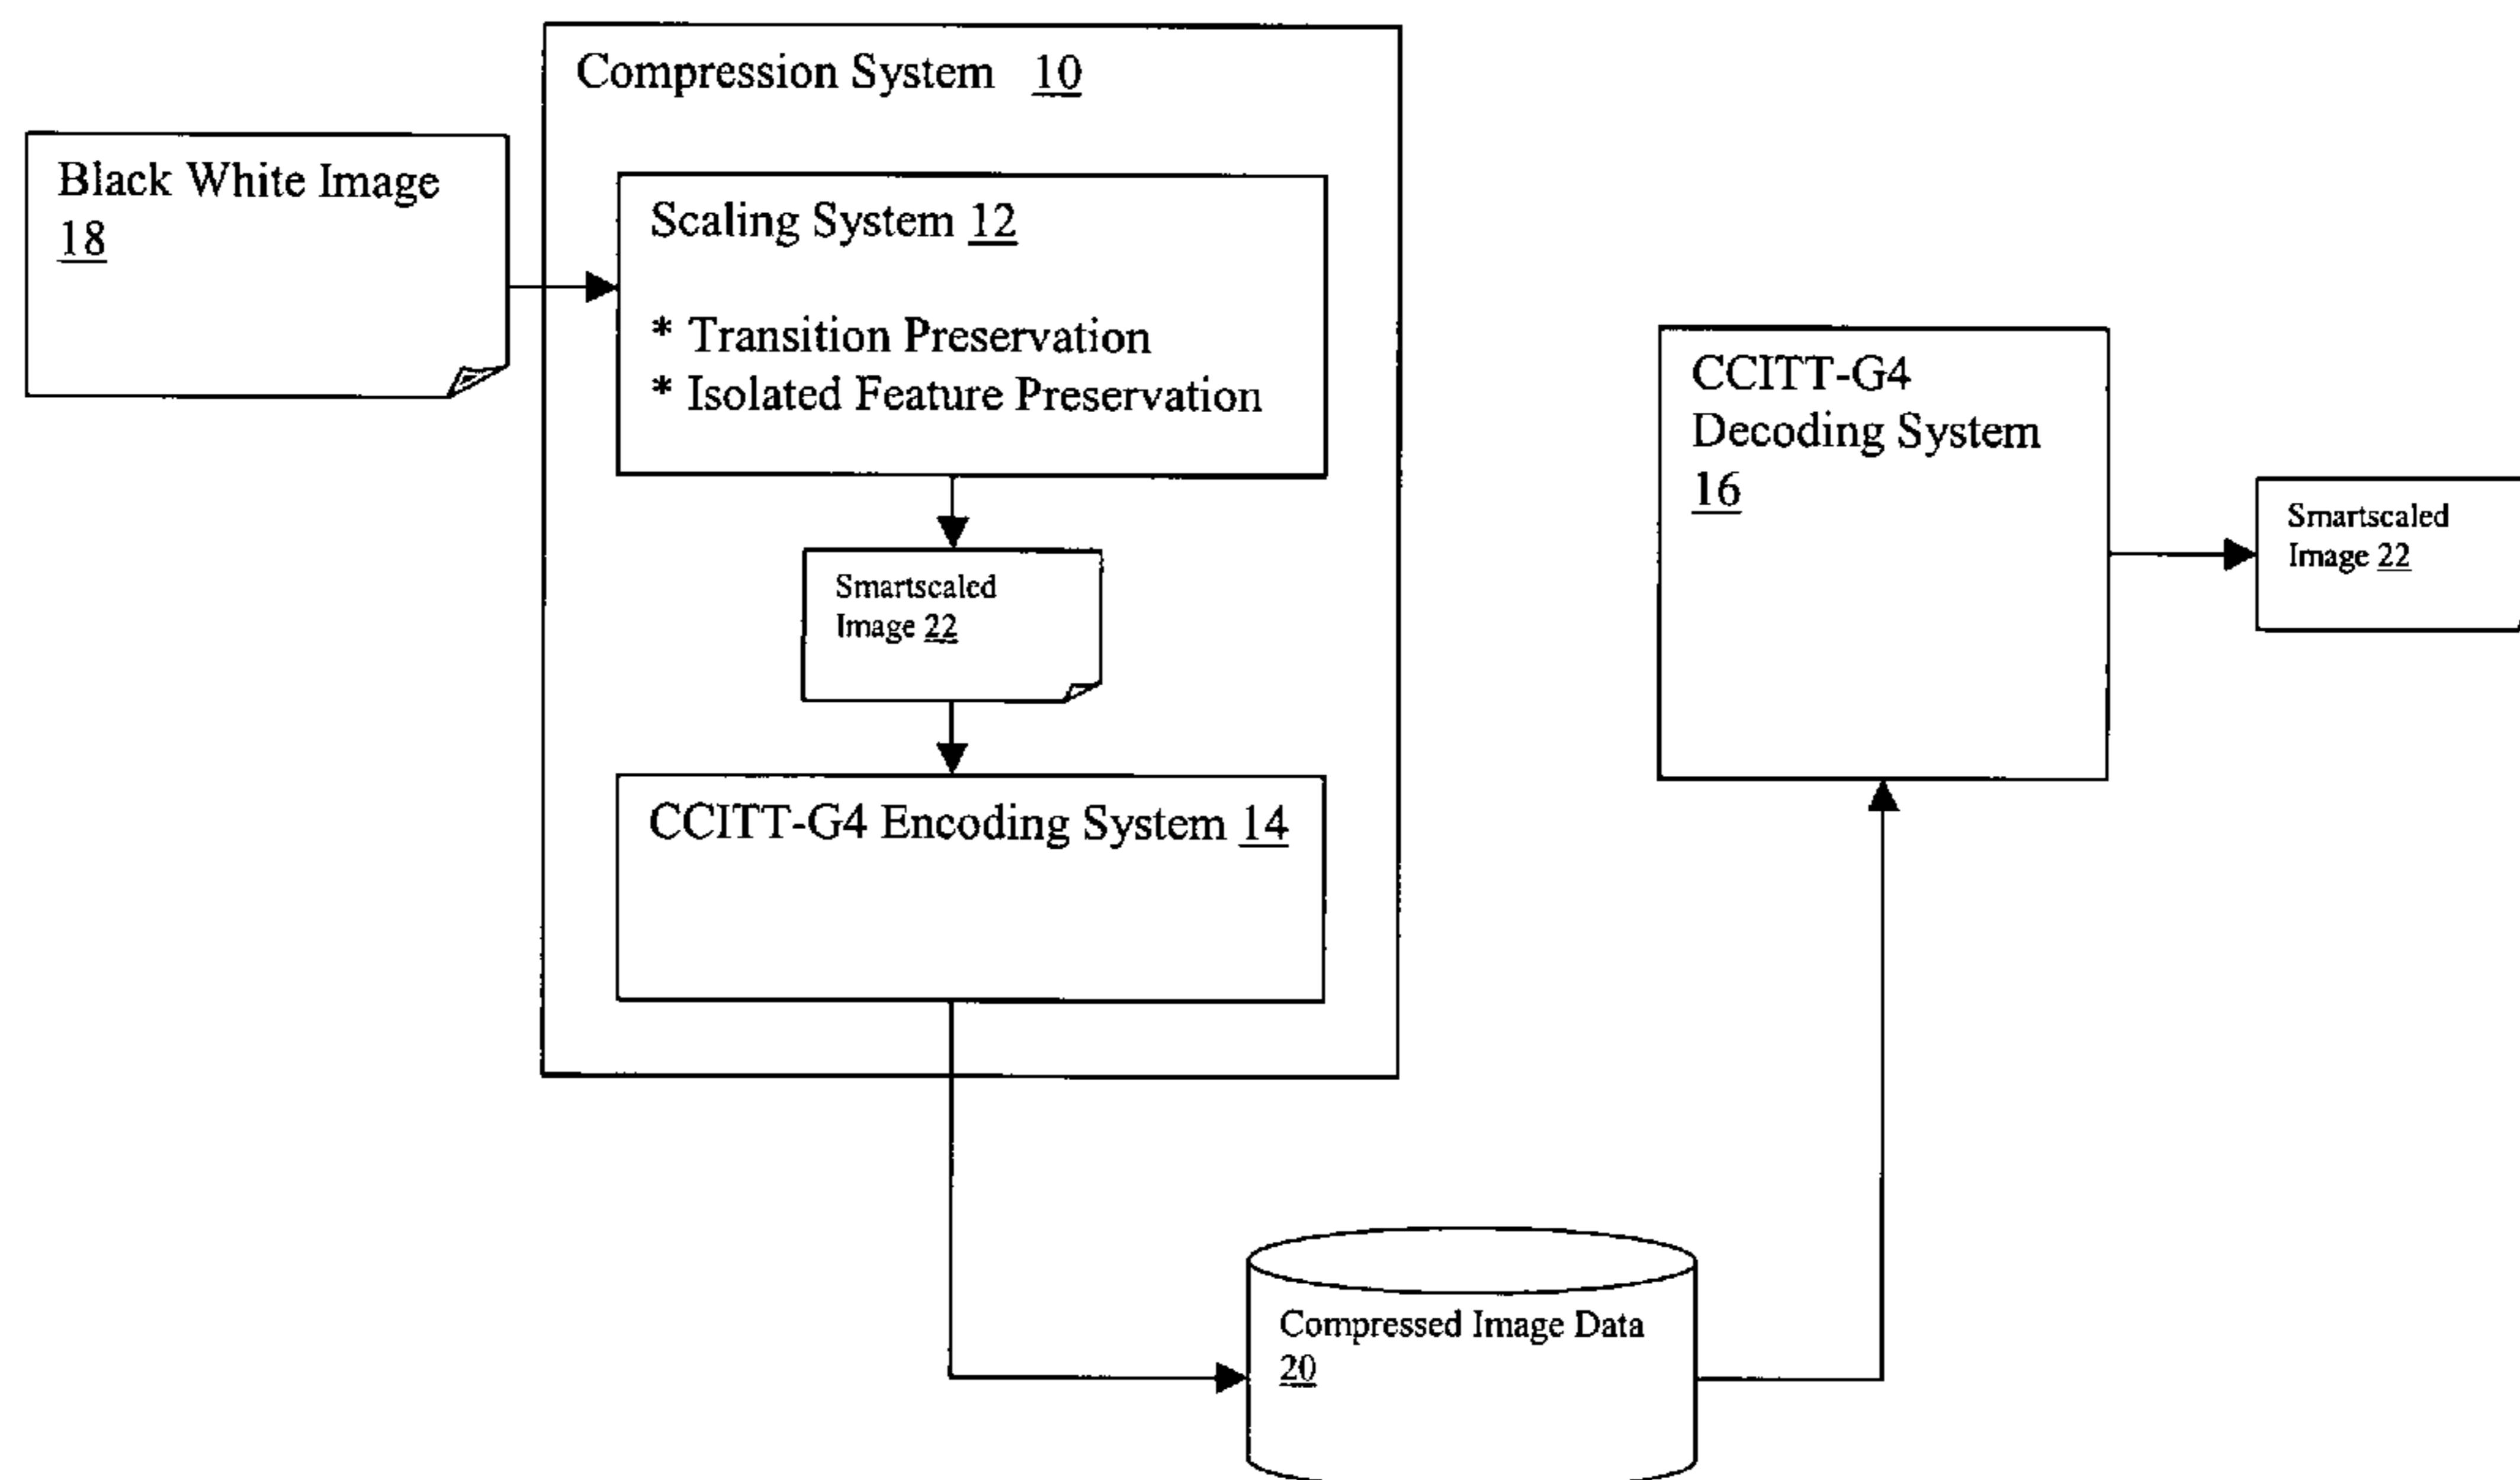 Compression System 10
Black White Image
18
Scaling System 12
* Transition Preservation
* Isolated Feature Preservation
Smartscaled
Image 22
CCITT-G4 Encoding System 14
CCITT-G4
Decoding System
16
Smartscaled
Image 22
Compressed Image Data
20